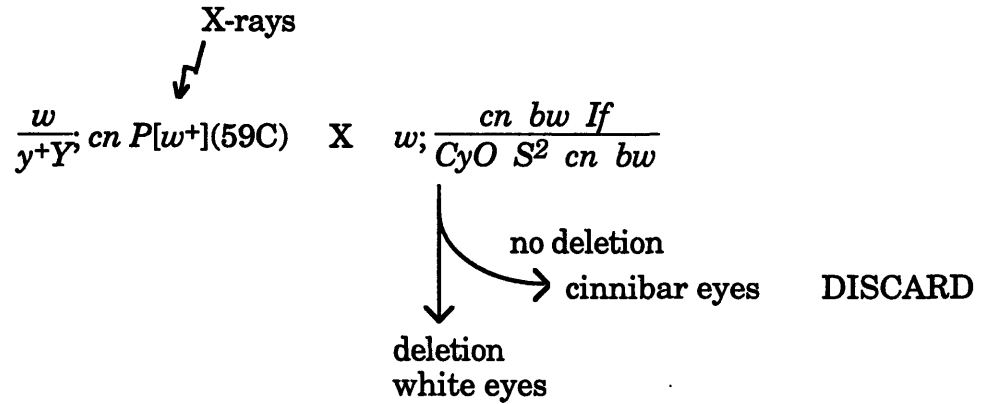 X-rays
w/y+Y; cn P[w+](59C) X w; cn bw If/CyO S² cn bw
no deletion
cinnibar eyes DISCARD
deletion
white eyes